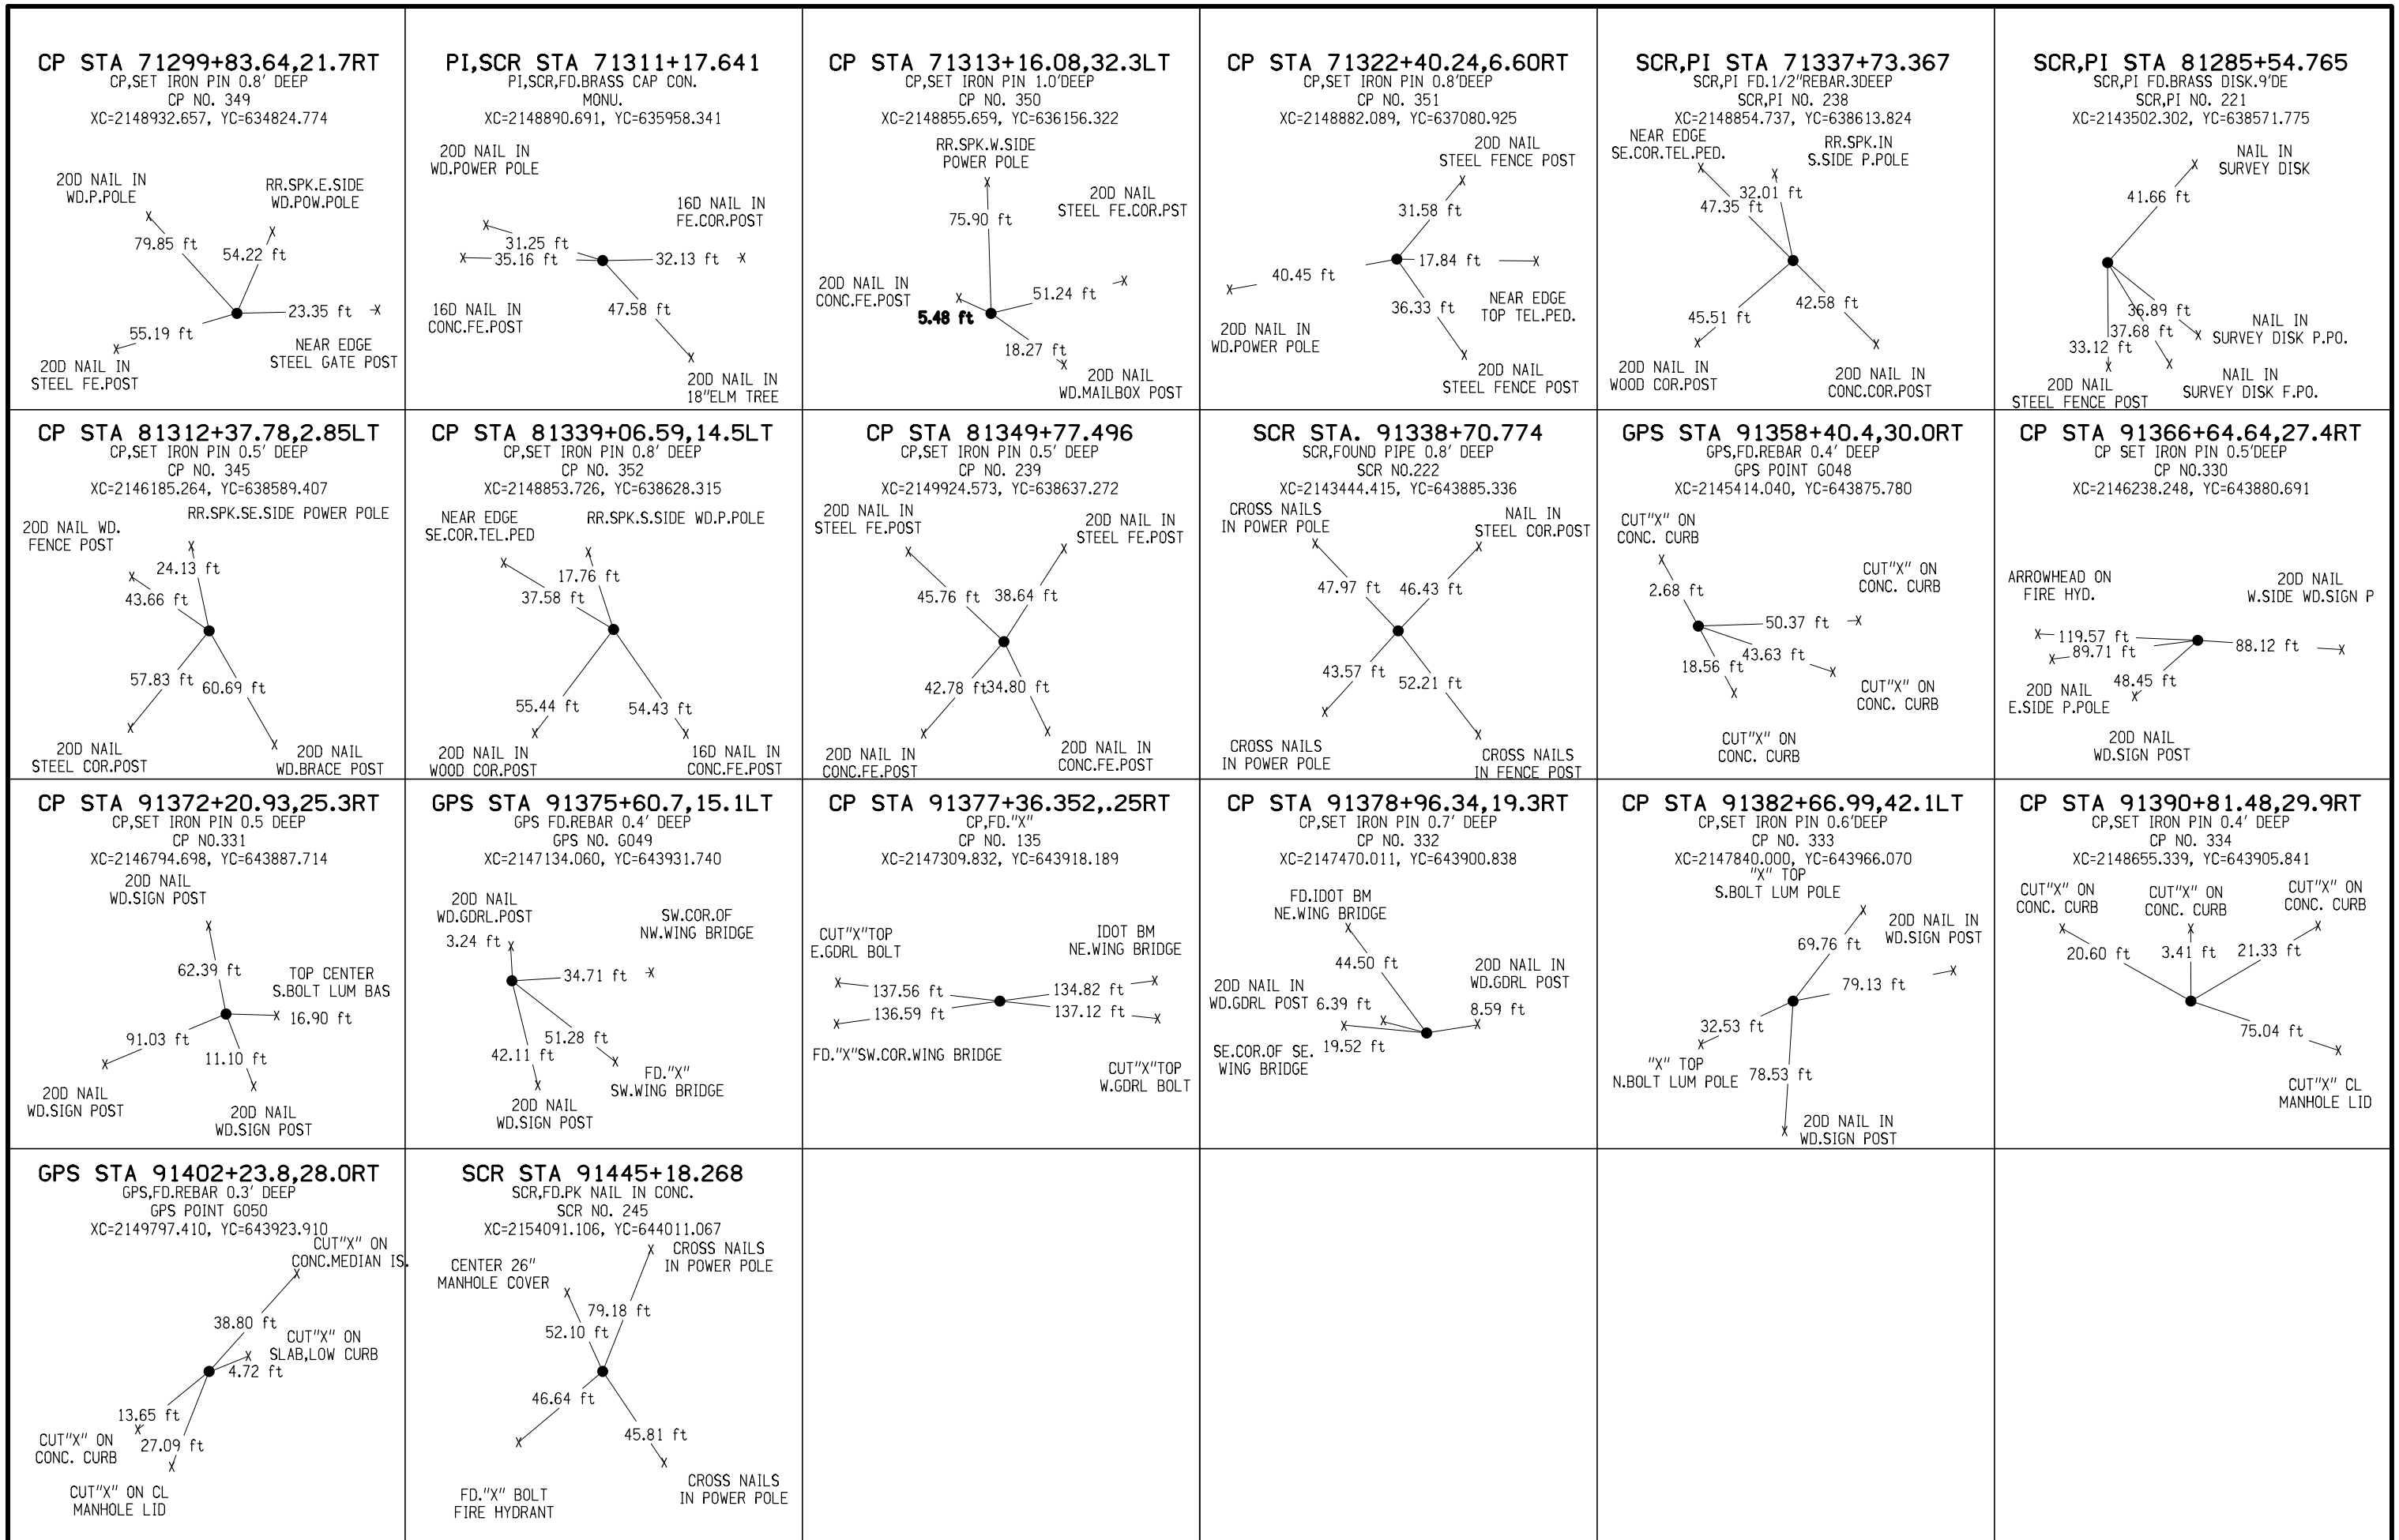 CP STA 71299+83.64,21.7RT
CP,SET IRON PIN 0.8' DEEP
CP NO. 349
XC=2148932.657, YC=634824.774
20D NAIL IN
WD.P.POLE
RR.SPK.E.SIDE
WD.POW.POLE
79.85 ft
54.22 ft
23.35 ft
55.19 ft
NEAR EDGE
STEEL GATE POST
20D NAIL IN
STEEL FE.POST
PI,SCR STA 71311+17.641
PI,SCR,FD.BRASS CAP CON.
MONU.
XC=2148890.691, YC=635958.341
20D NAIL IN
WD.POWER POLE
16D NAIL IN
FE.COR.POST
31.25 ft
35.16 ft
32.13 ft
16D NAIL IN
CONC.FE.POST
47.58 ft
20D NAIL IN
18"ELM TREE
CP STA 71313+16.08,32.3LT
CP,SET IRON PIN 1.0'DEEP
CP NO. 350
XC=2148855.659, YC=636156.322
RR.SPK.W.SIDE
POWER POLE
20D NAIL
STEEL FE.COR.PST
75.90 ft
20D NAIL IN
CONC.FE.POST
51.24 ft
5.48 ft
18.27 ft
20D NAIL
WD.MAILBOX POST
CP STA 71322+40.24,6.60RT
CP,SET IRON PIN 0.8'DEEP
CP NO. 351
XC=2148882.089, YC=637080.925
20D NAIL
STEEL FENCE POST
31.58 ft
17.84 ft
40.45 ft
NEAR EDGE
TOP TEL.PED.
36.33 ft
20D NAIL IN
WD.POWER POLE
20D NAIL
STEEL FENCE POST
SCR,PI STA 71337+73.367
SCR,PI FD.1/2"REBAR.3DEEP
SCR,PI NO. 238
XC=2148854.737, YC=638613.824
NEAR EDGE
SE.COR.TEL.PED.
RR.SPK.IN
S.SIDE P.POLE
32.01 ft
47.35 ft
42.58 ft
45.51 ft
20D NAIL IN
WOOD COR.POST
20D NAIL IN
CONC.COR.POST
SCR,PI STA 81285+54.765
SCR,PI FD.BRASS DISK.9'DE
SCR,PI NO. 221
XC=2143502.302, YC=638571.775
NAIL IN
SURVEY DISK
41.66 ft
36.89 ft
NAIL IN
SURVEY DISK P.PO.
37.68 ft
33.12 ft
NAIL IN
SURVEY DISK F.PO.
20D NAIL
STEEL FENCE POST
CP STA 81312+37.78,2.85LT
CP,SET IRON PIN 0.5' DEEP
CP NO. 345
XC=2146185.264, YC=638589.407
RR.SPK.SE.SIDE POWER POLE
20D NAIL WD.
FENCE POST
24.13 ft
43.66 ft
57.83 ft
60.69 ft
20D NAIL
STEEL COR.POST
20D NAIL
WD.BRACE POST
CP STA 81339+06.59,14.5LT
CP,SET IRON PIN 0.8' DEEP
CP NO. 352
XC=2148853.726, YC=638628.315
NEAR EDGE
SE.COR.TEL.PED
RR.SPK.S.SIDE WD.P.POLE
17.76 ft
37.58 ft
55.44 ft
54.43 ft
20D NAIL IN
WOOD COR.POST
16D NAIL IN
CONC.FE.POST
CP STA 81349+77.496
CP,SET IRON PIN 0.5' DEEP
CP NO. 239
XC=2149924.573, YC=638637.272
20D NAIL IN
STEEL FE.POST
20D NAIL IN
STEEL FE.POST
45.76 ft
38.64 ft
42.78 ft
34.80 ft
20D NAIL IN
CONC.FE.POST
20D NAIL IN
CONC.FE.POST
SCR STA. 91338+70.774
SCR,FOUND PIPE 0.8' DEEP
SCR NO.222
XC=2143444.415, YC=643885.336
CROSS NAILS
IN POWER POLE
NAIL IN
STEEL COR.POST
47.97 ft
46.43 ft
43.57 ft
52.21 ft
CROSS NAILS
IN POWER POLE
CROSS NAILS
IN FENCE POST
GPS STA 91358+40.4,30.0RT
GPS,FD.REBAR 0.4' DEEP
GPS POINT G048
XC=2145414.040, YC=643875.780
CUT"X" ON
CONC. CURB
CUT"X" ON
CONC. CURB
2.68 ft
50.37 ft
43.63 ft
18.56 ft
CUT"X" ON
CONC. CURB
CUT"X" ON
CONC. CURB
CP STA 91366+64.64,27.4RT
CP SET IRON PIN 0.5'DEEP
CP NO.330
XC=2146238.248, YC=643880.691
ARROWHEAD ON
FIRE HYD.
20D NAIL
W.SIDE WD.SIGN P
119.57 ft
89.71 ft
88.12 ft
48.45 ft
20D NAIL
E.SIDE P.POLE
20D NAIL
WD.SIGN POST
CP STA 91372+20.93,25.3RT
CP,SET IRON PIN 0.5 DEEP
CP NO.331
XC=2146794.698, YC=643887.714
20D NAIL
WD.SIGN POST
62.39 ft
TOP CENTER
S.BOLT LUM BAS
16.90 ft
91.03 ft
11.10 ft
20D NAIL
WD.SIGN POST
20D NAIL
WD.SIGN POST
GPS STA 91375+60.7,15.1LT
GPS FD.REBAR 0.4' DEEP
GPS NO. G049
XC=2147134.060, YC=643931.740
20D NAIL
WD.GDRL.POST
SW.COR.OF
NW.WING BRIDGE
3.24 ft
34.71 ft
51.28 ft
42.11 ft
FD."X"
SW.WING BRIDGE
20D NAIL
WD.SIGN POST
CP STA 91377+36.352,.25RT
CP,FD."X"
CP NO. 135
XC=2147309.832, YC=643918.189
CUT"X"TOP
E.GDRL BOLT
IDOT BM
NE.WING BRIDGE
137.56 ft
134.82 ft
136.59 ft
137.12 ft
FD."X"SW.COR.WING BRIDGE
CUT"X"TOP
W.GDRL BOLT
CP STA 91378+96.34,19.3RT
CP,SET IRON PIN 0.7' DEEP
CP NO. 332
XC=2147470.011, YC=643900.838
FD.IDOT BM
NE.WING BRIDGE
44.50 ft
20D NAIL IN
WD.GDRL POST
20D NAIL IN
WD.GDRL POST
6.39 ft
8.59 ft
19.52 ft
SE.COR.OF SE.
WING BRIDGE
CP STA 91382+66.99,42.1LT
CP,SET IRON PIN 0.6'DEEP
CP NO. 333
XC=2147840.000, YC=643966.070
"X" TOP
S.BOLT LUM POLE
20D NAIL IN
WD.SIGN POST
69.76 ft
79.13 ft
32.53 ft
"X" TOP
N.BOLT LUM POLE
78.53 ft
20D NAIL IN
WD.SIGN POST
CP STA 91390+81.48,29.9RT
CP,SET IRON PIN 0.4' DEEP
CP NO. 334
XC=2148655.339, YC=643905.841
CUT"X" ON
CONC. CURB
CUT"X" ON
CONC. CURB
CUT"X" ON
CONC. CURB
20.60 ft
3.41 ft
21.33 ft
75.04 ft
CUT"X" CL
MANHOLE LID
GPS STA 91402+23.8,28.0RT
GPS,FD.REBAR 0.3' DEEP
GPS POINT G050
XC=2149797.410, YC=643923.910
CUT"X" ON
CONC.MEDIAN IS.
38.80 ft
CUT"X" ON
SLAB,LOW CURB
4.72 ft
13.65 ft
CUT"X" ON
CONC. CURB
27.09 ft
CUT"X" ON CL
MANHOLE LID
SCR STA 91445+18.268
SCR,FD.PK NAIL IN CONC.
SCR NO. 245
XC=2154091.106, YC=644011.067
CROSS NAILS
IN POWER POLE
CENTER 26"
MANHOLE COVER
79.18 ft
52.10 ft
46.64 ft
45.81 ft
FD."X" BOLT
FIRE HYDRANT
CROSS NAILS
IN POWER POLE